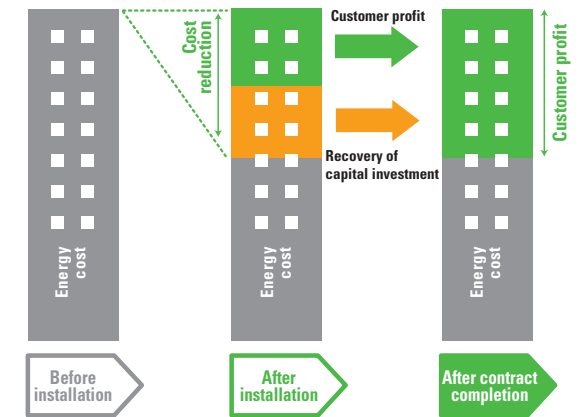 Cost
reduction
Customer profit
Recovery of
capital investment
Customer profit
Energy
cost
Energy
cost
Energy
cost
Before
installation
After
installation
After contract
completion